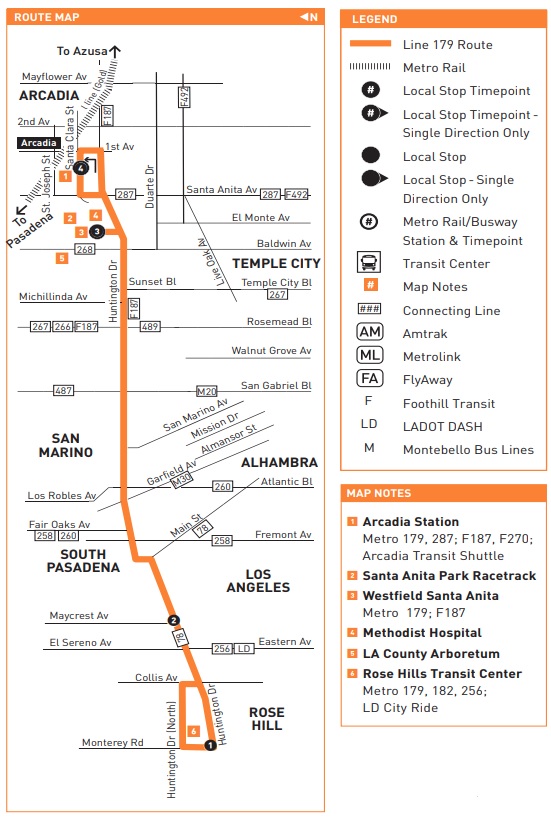 ROUTE MAP
◀N
To Azusa
Mayflower Av
ARCADIA
L line (Gold)
F187
F492
2nd Av
Santa Clara St
Arcadia
1st Av
4
1
St. Joseph St
Duarte Dr
287
Santa Anita Av
287
F492
To
Pasadena
2
4
3
3
El Monte Av
5
268
Baldwin Av
Live Oak Av
TEMPLE CITY
Huntington Dr
Sunset Bl
Temple City Bl
267
Michillinda Av
F187
267
266
F187
489
Rosemead Bl
Walnut Grove Av
487
M20
San Gabriel Bl
San Marino Av
Mission Dr
Almansor St
SAN
MARINO
Garfield Av
M30
ALHAMBRA
Los Robles Av
260
Atlantic Bl
Main St
78
Fair Oaks Av
258
260
258
Fremont Av
SOUTH
PASADENA
LOS
ANGELES
Maycrest Av
2
78
El Sereno Av
256
LD
Eastern Av
Collis Av
Huntington Dr
Huntington Dr (North)
6
ROSE
HILL
Monterey Rd
1
LEGEND
Line 179 Route
Metro Rail
# Local Stop Timepoint
# Local Stop Timepoint -
Single Direction Only
Local Stop
Local Stop - Single
Direction Only
# Metro Rail/Busway
Station & Timepoint
Transit Center
# Map Notes
### Connecting Line
AM Amtrak
ML Metrolink
FA FlyAway
F Foothill Transit
LD LADOT DASH
M Montebello Bus Lines
MAP NOTES
1 Arcadia Station
Metro 179, 287; F187, F270;
Arcadia Transit Shuttle
2 Santa Anita Park Racetrack
3 Westfield Santa Anita
Metro 179; F187
4 Methodist Hospital
5 LA County Arboretum
6 Rose Hills Transit Center
Metro 179, 182, 256;
LD City Ride